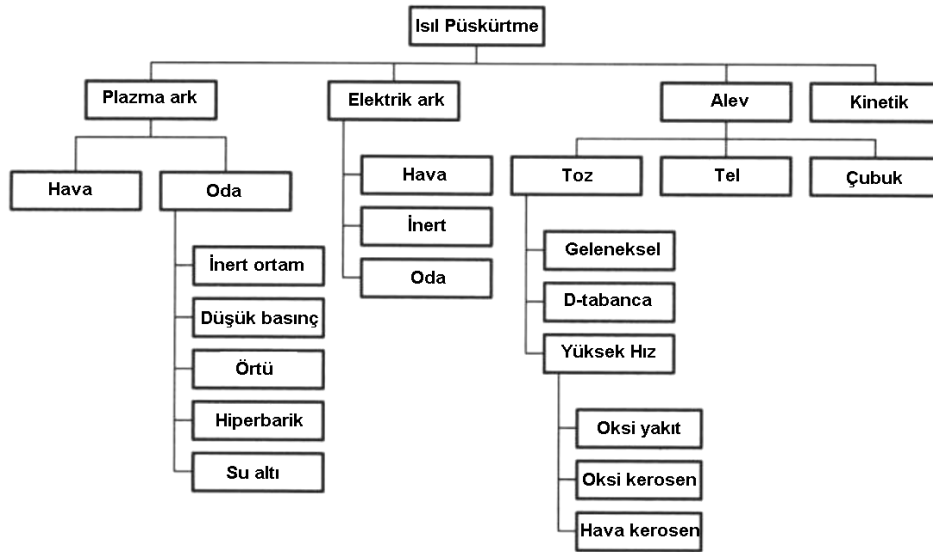 Isıl Püskürtme
Plazma ark
Elektrik ark
Alev
Kinetik
Hava
Oda
Hava
Toz
Tel
Çubuk
İnert
Geleneksel
İnert ortam
Oda
D-tabanca
Düşük basınç
Yüksek Hız
Örtü
Hiperbarik
Oksi yakıt
Su altı
Oksi kerosen
Hava kerosen